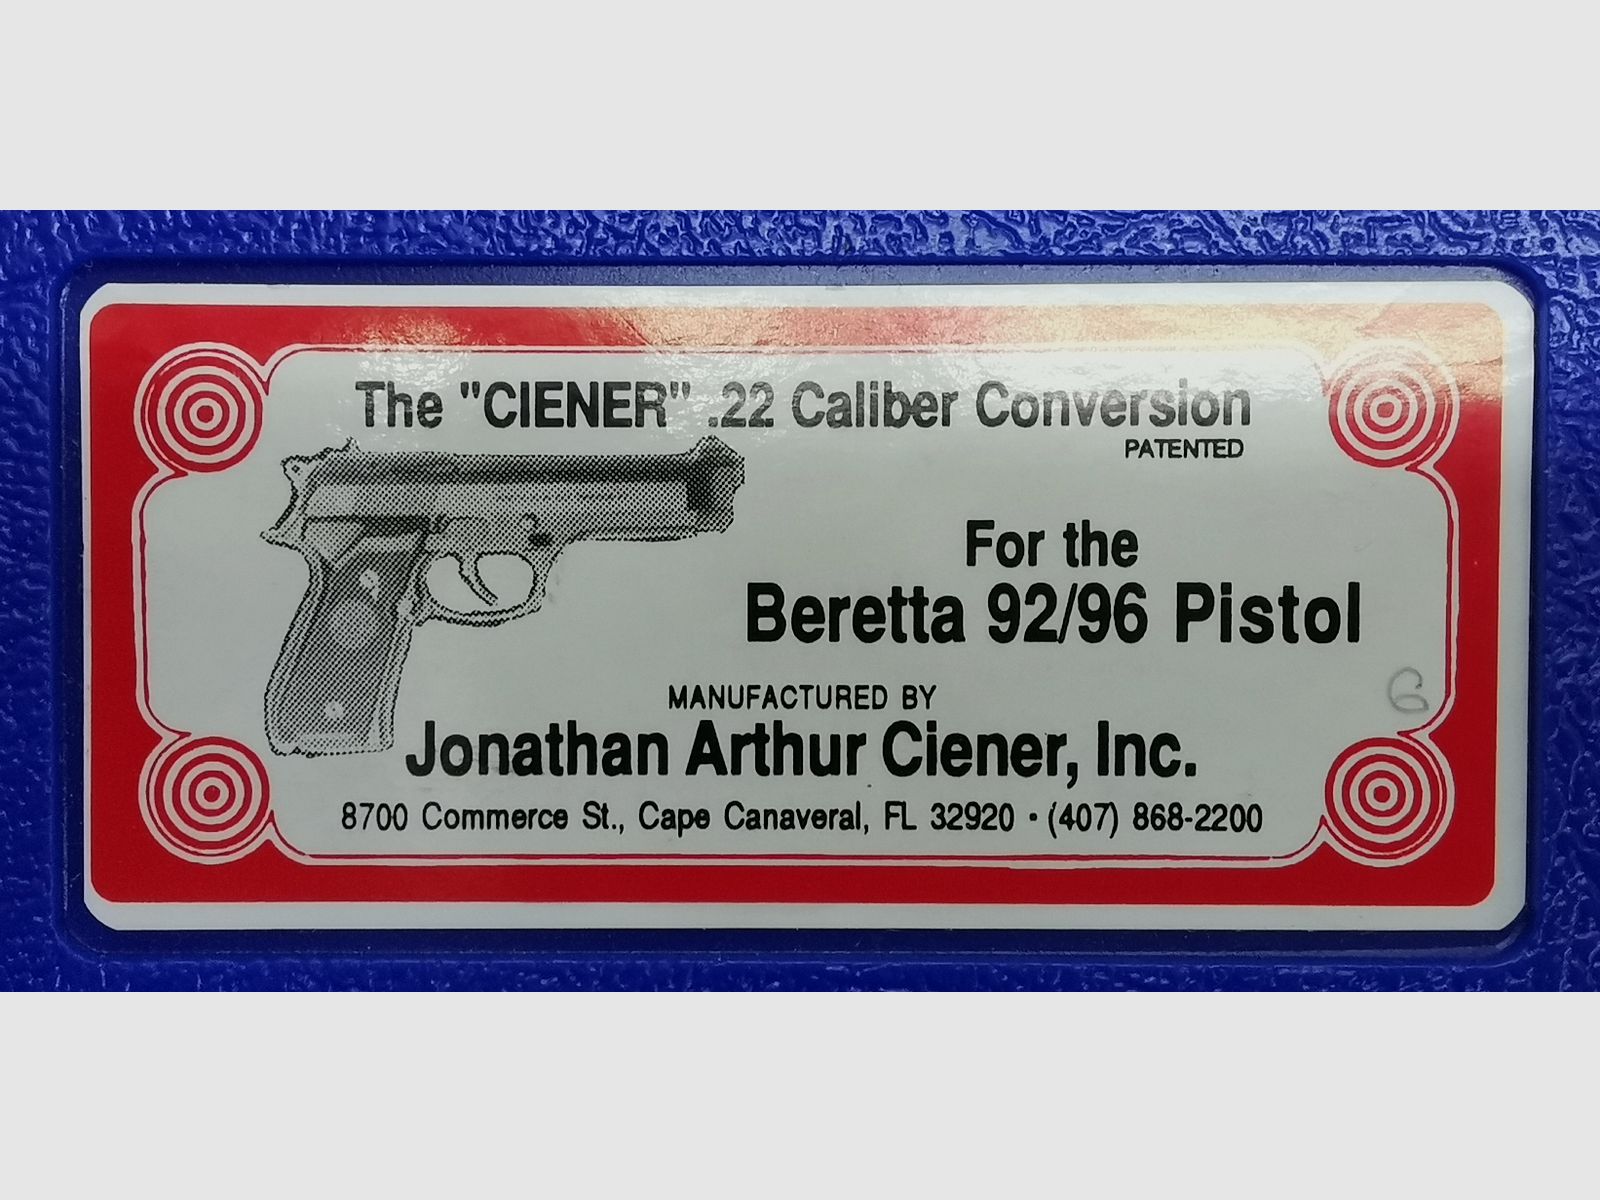 The "CIENER" .22 Caliber Conversion
PATENTED
For the
Beretta 92/96 Pistol
MANUFACTURED BY
Jonathan Arthur Ciener, Inc.
8700 Commerce St., Cape Canaveral, FL 32920 • (407) 868-2200
G